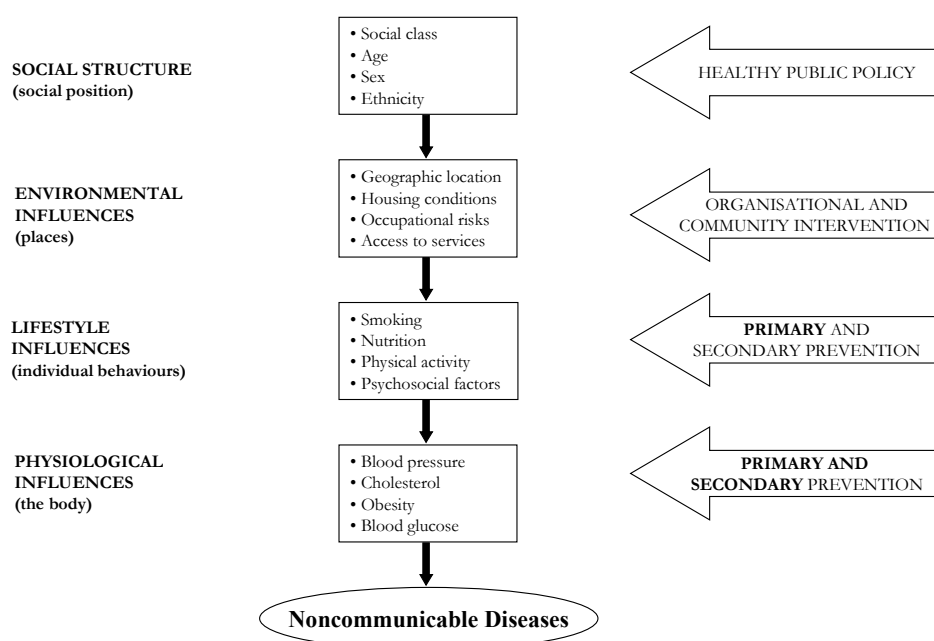 SOCIAL STRUCTURE
(social position)
• Social class
• Age
• Sex
• Ethnicity
HEALTHY PUBLIC POLICY
ENVIRONMENTAL
INFLUENCES
(places)
• Geographic location
• Housing conditions
• Occupational risks
• Access to services
ORGANISATIONAL AND
COMMUNITY INTERVENTION
LIFESTYLE
INFLUENCES
(individual behaviours)
• Smoking
• Nutrition
• Physical activity
• Psychosocial factors
PRIMARY AND
SECONDARY PREVENTION
PHYSIOLOGICAL
INFLUENCES
(the body)
• Blood pressure
• Cholesterol
• Obesity
• Blood glucose
PRIMARY AND
SECONDARY PREVENTION
Noncommunicable Diseases